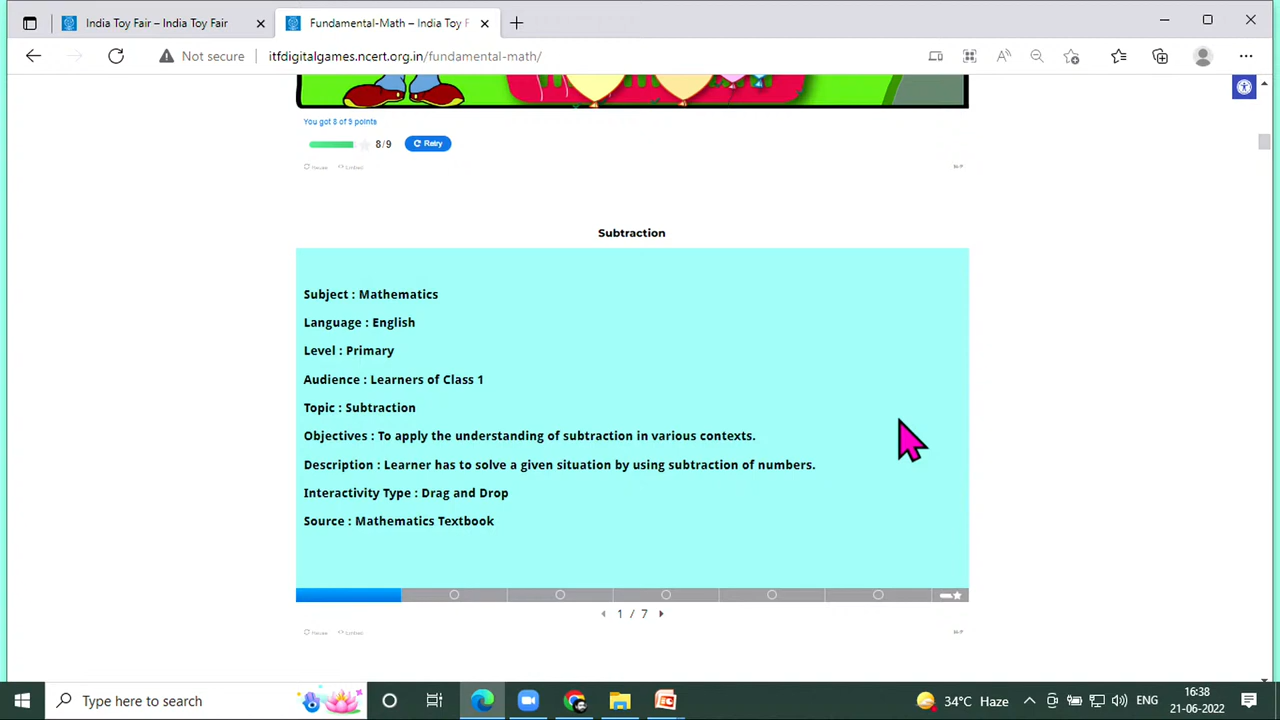 India Toy Fair – India Toy Fair
Fundamental-Math – India Toy F
Not secure
itfdigitalgames.ncert.org.in/fundamental-math/
You got 8 of 9 points
8/9
Retry
Subtraction
Subject : Mathematics
Language : English
Level : Primary
Audience : Learners of Class 1
Topic : Subtraction
Objectives : To apply the understanding of subtraction in various contexts.
Description : Learner has to solve a given situation by using subtraction of numbers.
Interactivity Type : Drag and Drop
Source : Mathematics Textbook
1 / 7
Type here to search
34°C Haze
ENG
16:38
21-06-2022